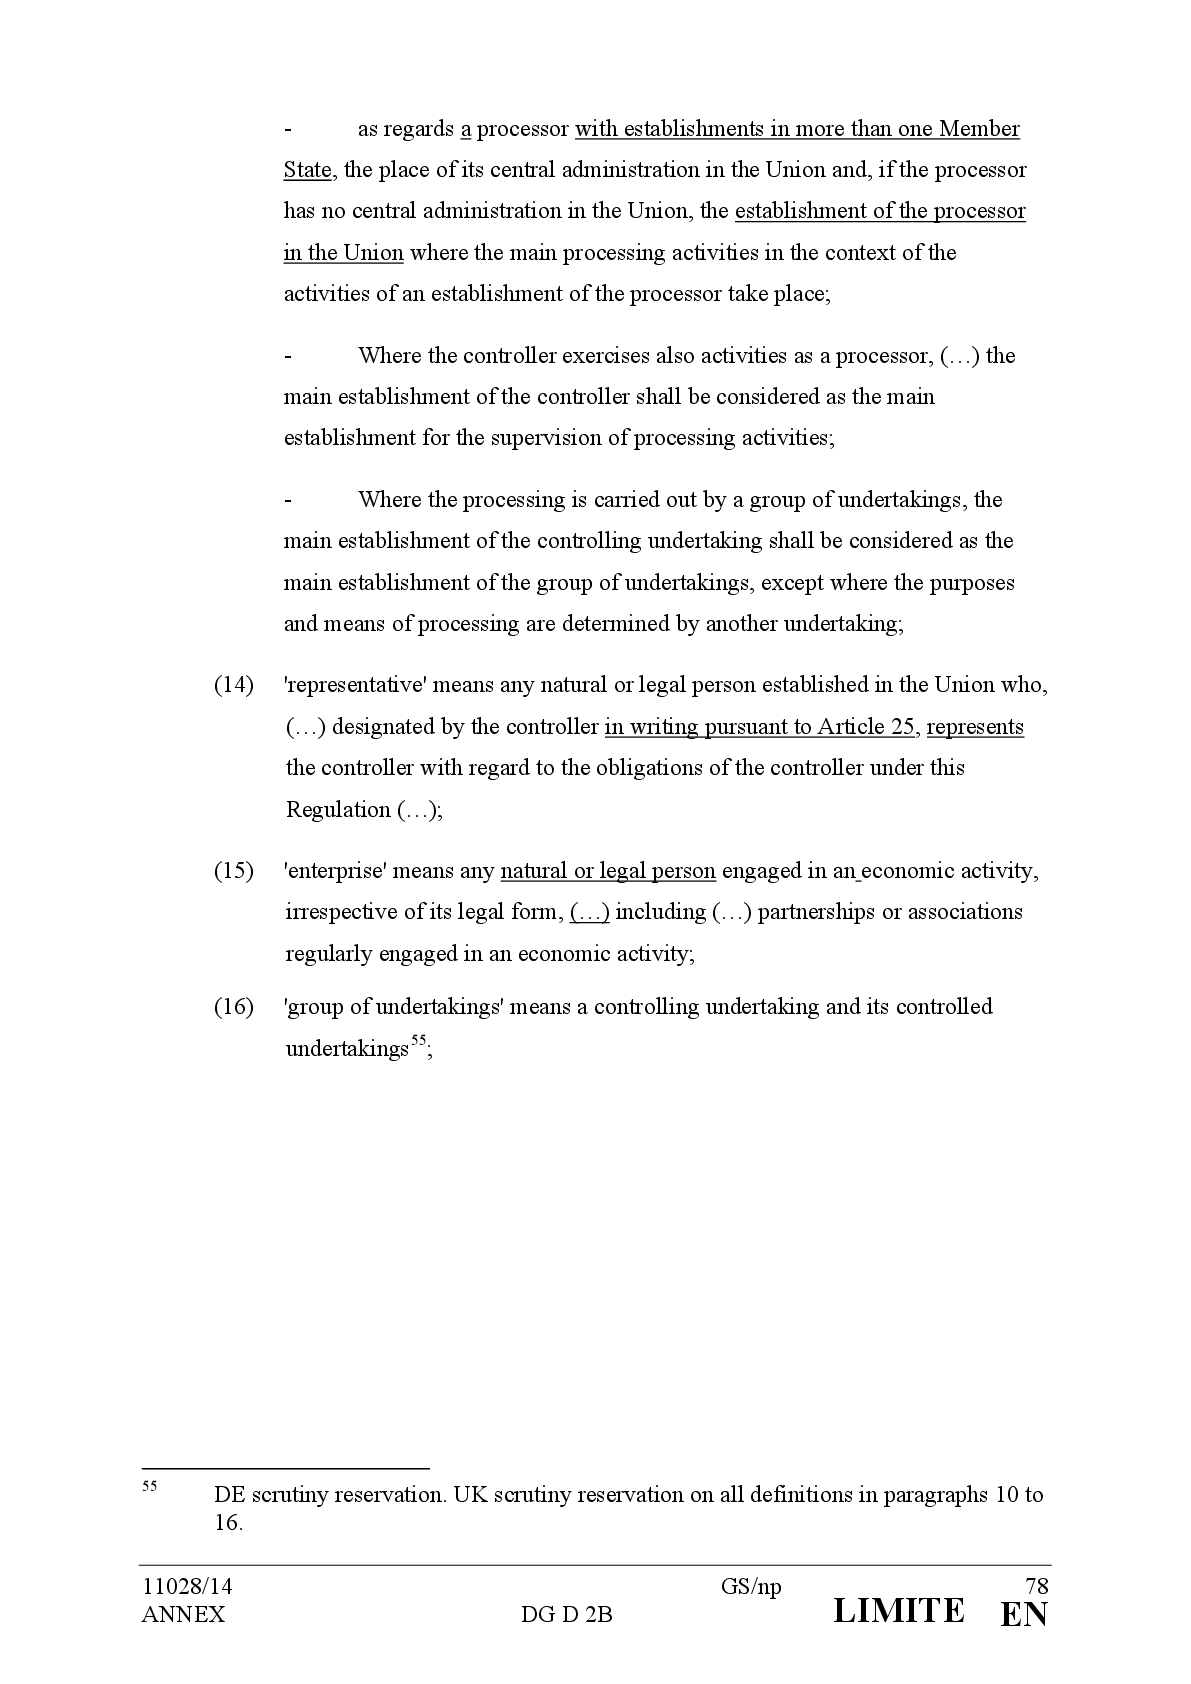 - as regards a processor with establishments in more than one Member
State, the place of its central administration in the Union and, if the processor
has no central administration in the Union, the establishment of the processor
in the Union where the main processing activities in the context of the
activities of an establishment of the processor take place;
- Where the controller exercises also activities as a processor, (…) the
main establishment of the controller shall be considered as the main
establishment for the supervision of processing activities;
- Where the processing is carried out by a group of undertakings, the
main establishment of the controlling undertaking shall be considered as the
main establishment of the group of undertakings, except where the purposes
and means of processing are determined by another undertaking;
(14) 'representative' means any natural or legal person established in the Union who,
(…) designated by the controller in writing pursuant to Article 25, represents
the controller with regard to the obligations of the controller under this
Regulation (…);
(15) 'enterprise' means any natural or legal person engaged in an economic activity,
irrespective of its legal form, (…) including (…) partnerships or associations
regularly engaged in an economic activity;
(16) 'group of undertakings' means a controlling undertaking and its controlled
undertakings55;
55 DE scrutiny reservation. UK scrutiny reservation on all definitions in paragraphs 10 to
16.
11028/14 GS/np 78
ANNEX DG D 2B LIMITE EN